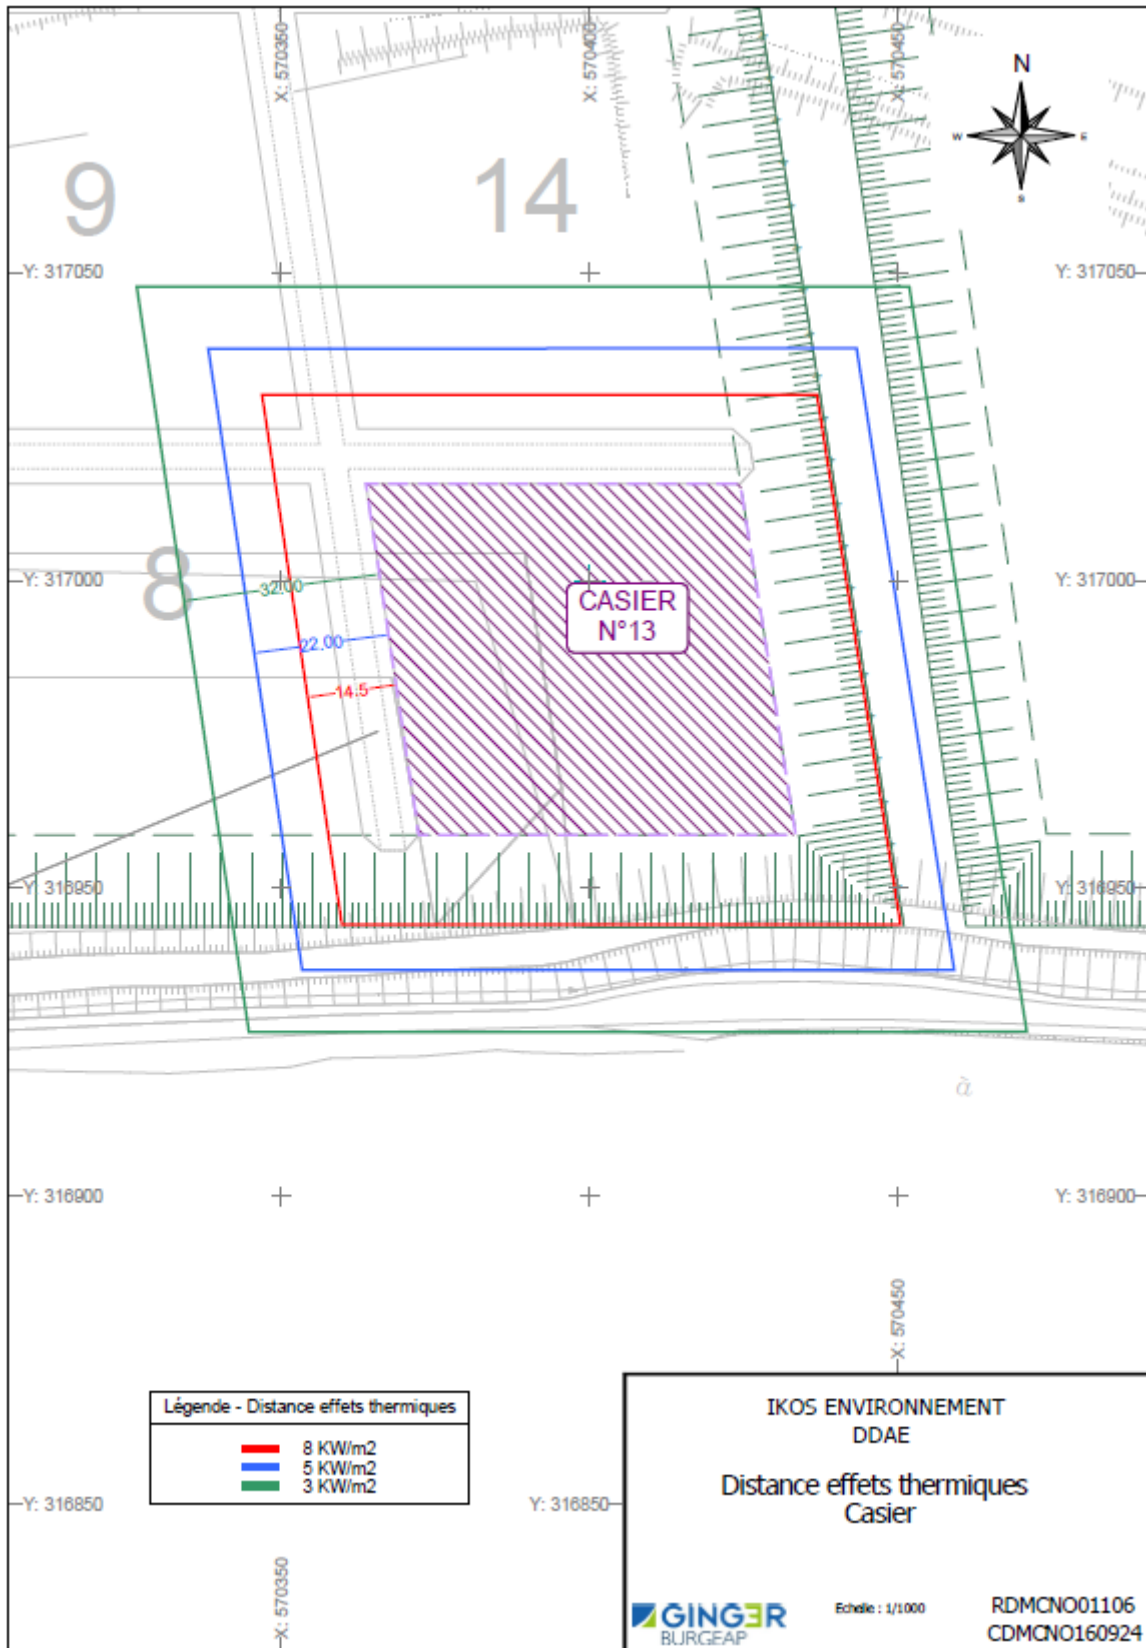 X: 570350
X: 570400
X: 570450
N
W
E
S
9
14
Y: 317050
Y: 317050
8
Y: 317000
Y: 317000
CASIER
N°13
32.00
22.00
14.5
Y: 316950
Y: 316950
ã
Y: 316900
Y: 316900
X: 570450
Légende - Distance effets thermiques
8 KW/m2
5 KW/m2
3 KW/m2
Y: 316850
Y: 316850
X: 570350
IKOS ENVIRONNEMENT
DDAE
Distance effets thermiques
Casier
GINGER
BURGEAP
Echelle : 1/1000
RDMCNO01106
CDMCNO160924